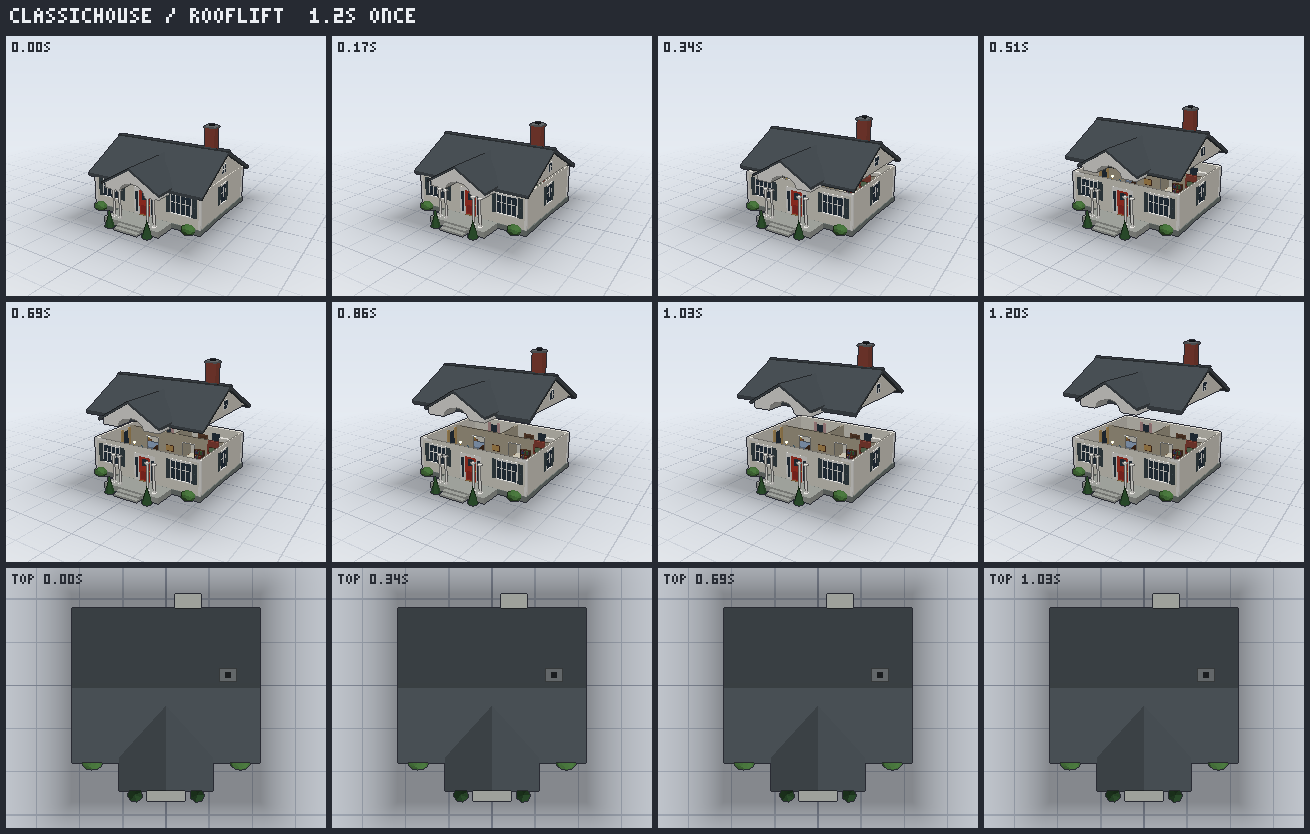 CLASSICHOUSE / ROOFLIFT 1.2S ONCE
0.00S
0.17S
0.34S
0.51S
0.69S
0.86S
1.03S
1.20S
TOP 0.00S
TOP 0.34S
TOP 0.69S
TOP 1.03S